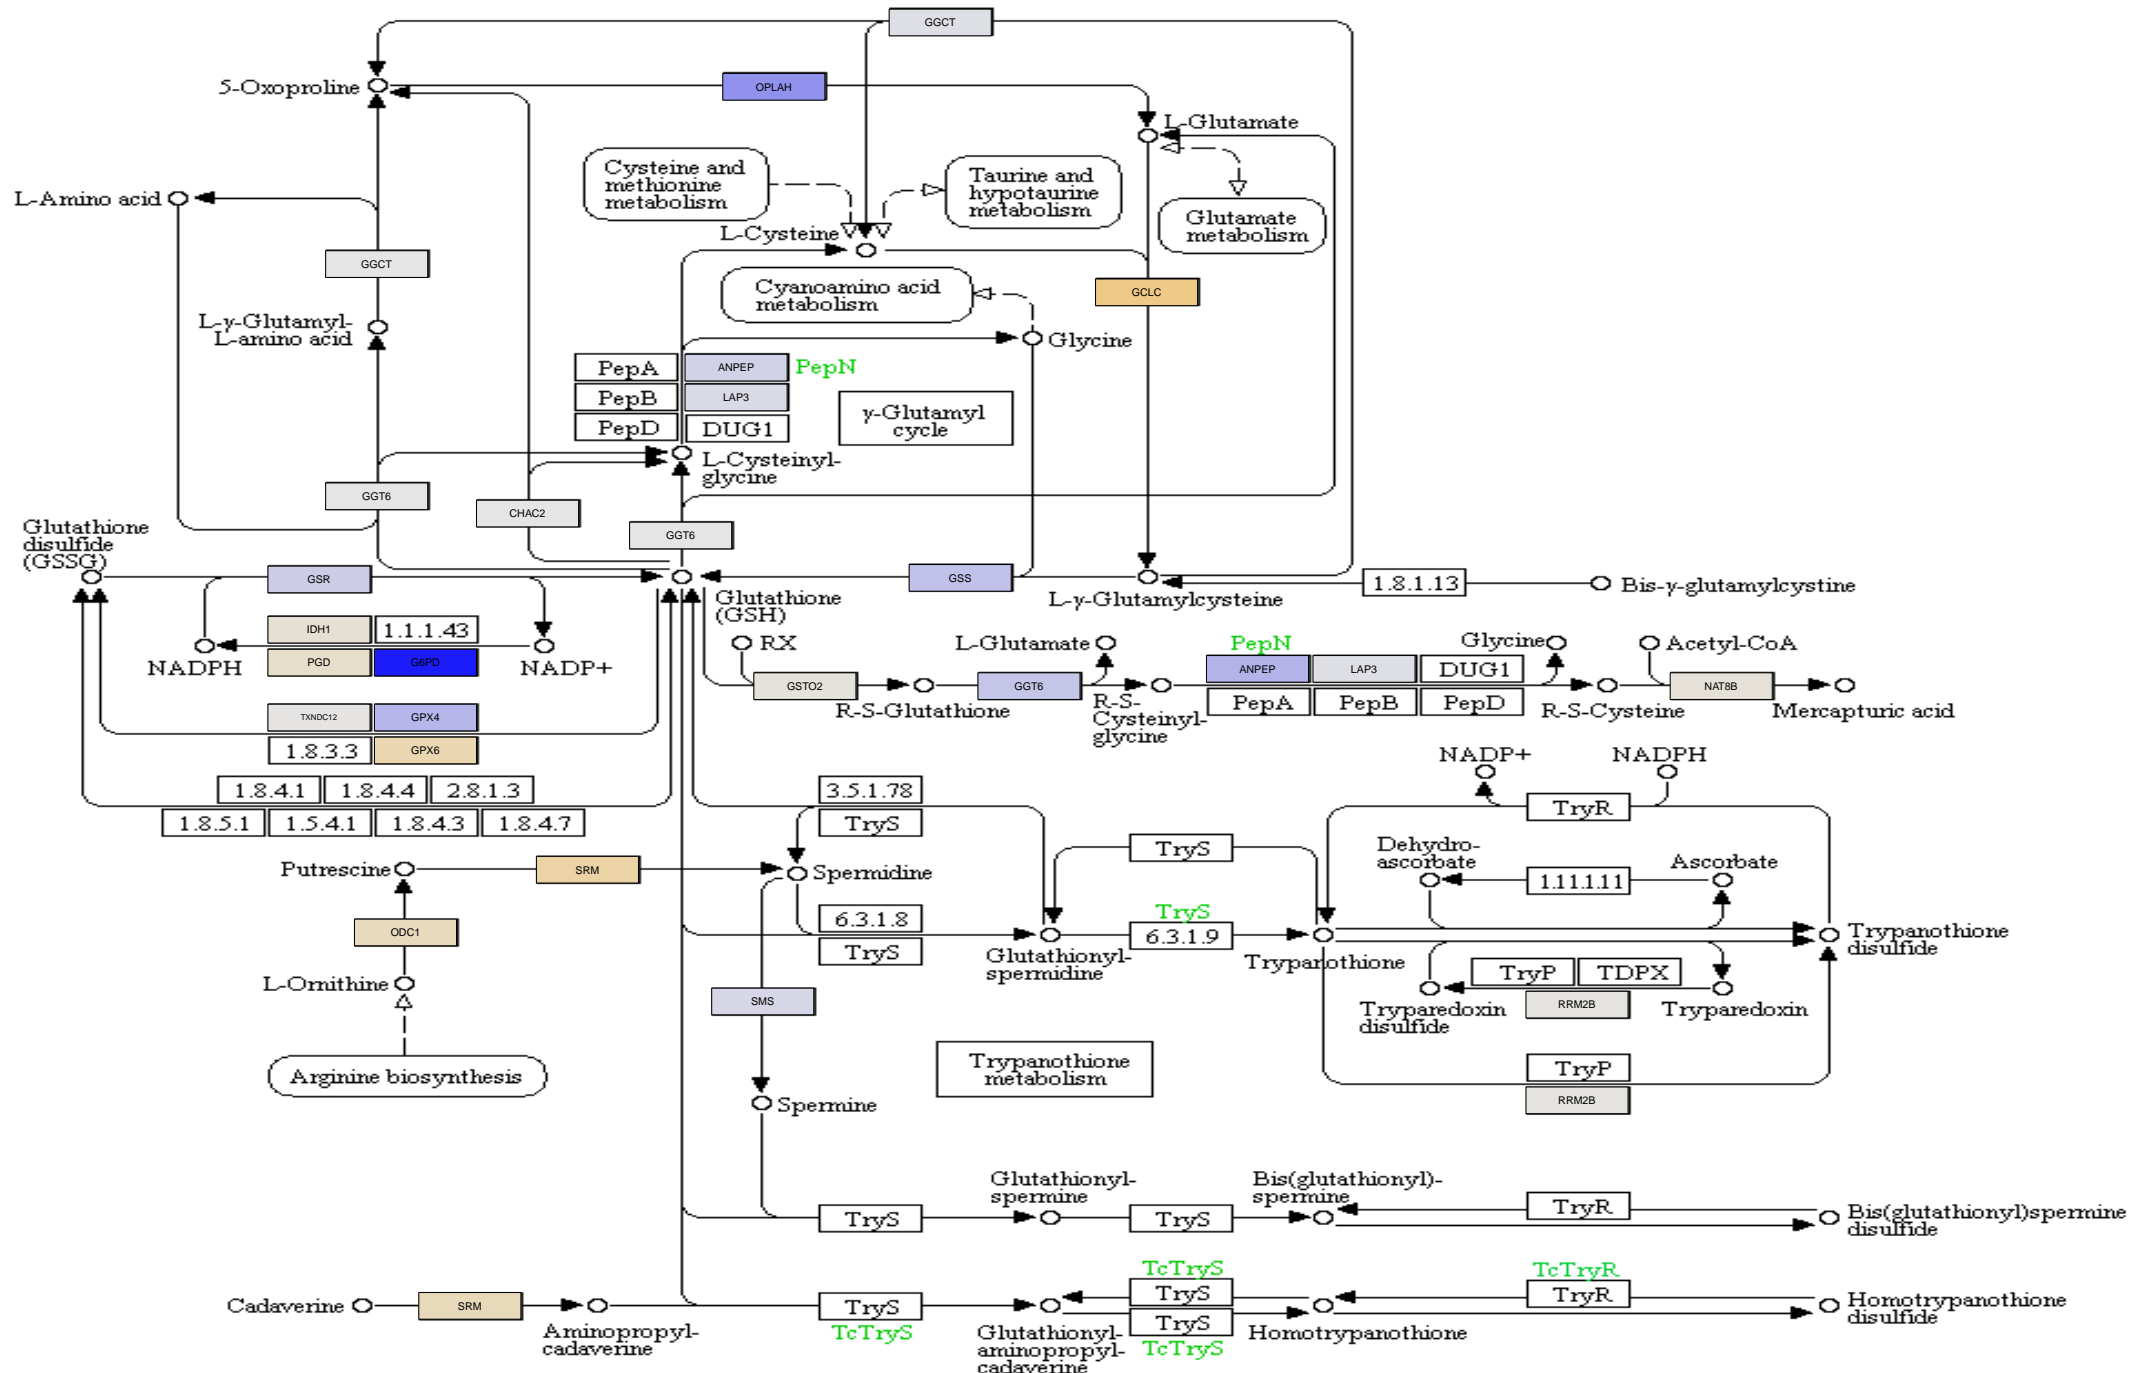 GGCT
5-Oxoproline
OPLAH
L-Glutamate
Cysteine and
methionine
metabolism
Taurine and
hypotaurine
metabolism
L-Amino acid
Glutamate
metabolism
L-Cysteine
GGCT
Cyanoamino acid
metabolism
GCLC
L-γ-Glutamyl-
L-amino acid
Glycine
PepA
ANPEP
PepN
PepB
LAP3
PepD
DUG1
γ-Glutamyl
cycle
L-Cysteinyl-
glycine
GGT6
CHAC2
GGT6
Glutathione
disulfide
(GSSG)
GSR
GSS
Glutathione
(GSH)
L-γ-Glutamylcysteine
1.8.1.13
Bis-γ-glutamylcystine
IDH1
1.1.1.43
NADPH
PGD
G6PD
NADP+
RX
L-Glutamate
PepN
Glycine
Acetyl-CoA
GSTO2
GGT6
ANPEP
LAP3
DUG1
NAT8B
R-S-Glutathione
R-S-
Cysteinyl-
glycine
PepA
PepB
PepD
R-S-Cysteine
Mercapturic acid
TXNDC12
GPX4
1.8.3.3
GPX6
1.8.4.1
1.8.4.4
2.8.1.3
1.8.5.1
1.5.4.1
1.8.4.3
1.8.4.7
3.5.1.78
TryS
NADP+
NADPH
TryR
Putrescine
SRM
Spermidine
TryS
Dehydro-
ascorbate
Ascorbate
1.11.1.11
ODC1
6.3.1.8
TryS
TryS
6.3.1.9
Glutathionyl-
spermidine
Trypanothione
Trypanothione
disulfide
L-Ornithine
SMS
TryP
TDPX
RRM2B
Tryparedoxin
disulfide
Tryparedoxin
Arginine biosynthesis
Trypanothione
metabolism
TryP
RRM2B
Spermine
Glutathionyl-
spermine
Bis(glutathionyl)-
spermine
TryS
TryS
TryR
Bis(glutathionyl)spermine
disulfide
Cadaverine
SRM
Aminopropyl-
cadaverine
TryS
TcTryS
Glutathionyl-
aminopropyl-
cadaverine
TcTryS
TryS
TryS
TcTryS
Homotrypanothione
TcTryR
TryR
Homotrypanothione
disulfide